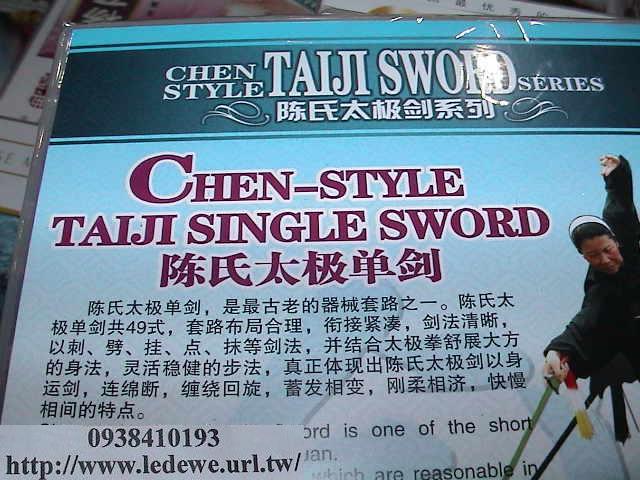 CHEN STYLE TAIJI SWORD SERIES
陈氏太极剑系列
CHEN-STYLE
TAIJI SINGLE SWORD
陈氏太极单剑
陈氏太极单剑，是最古老的器械套路之一。陈氏太
极单剑共49式，套路布局合理，衔接紧凑，剑法清晰，
以刺、劈、挂、点、抹等剑法，并结合太极拳舒展大方
的身法，灵活稳健的步法，真正体现出陈氏太极剑以身
运剑，连绵断，缠绕回旋，蓄发相变，刚柔相济，快慢
相间的特点。
is one of the short
which are reasonable in
0938410193
http://www.ledewe.url.tw/